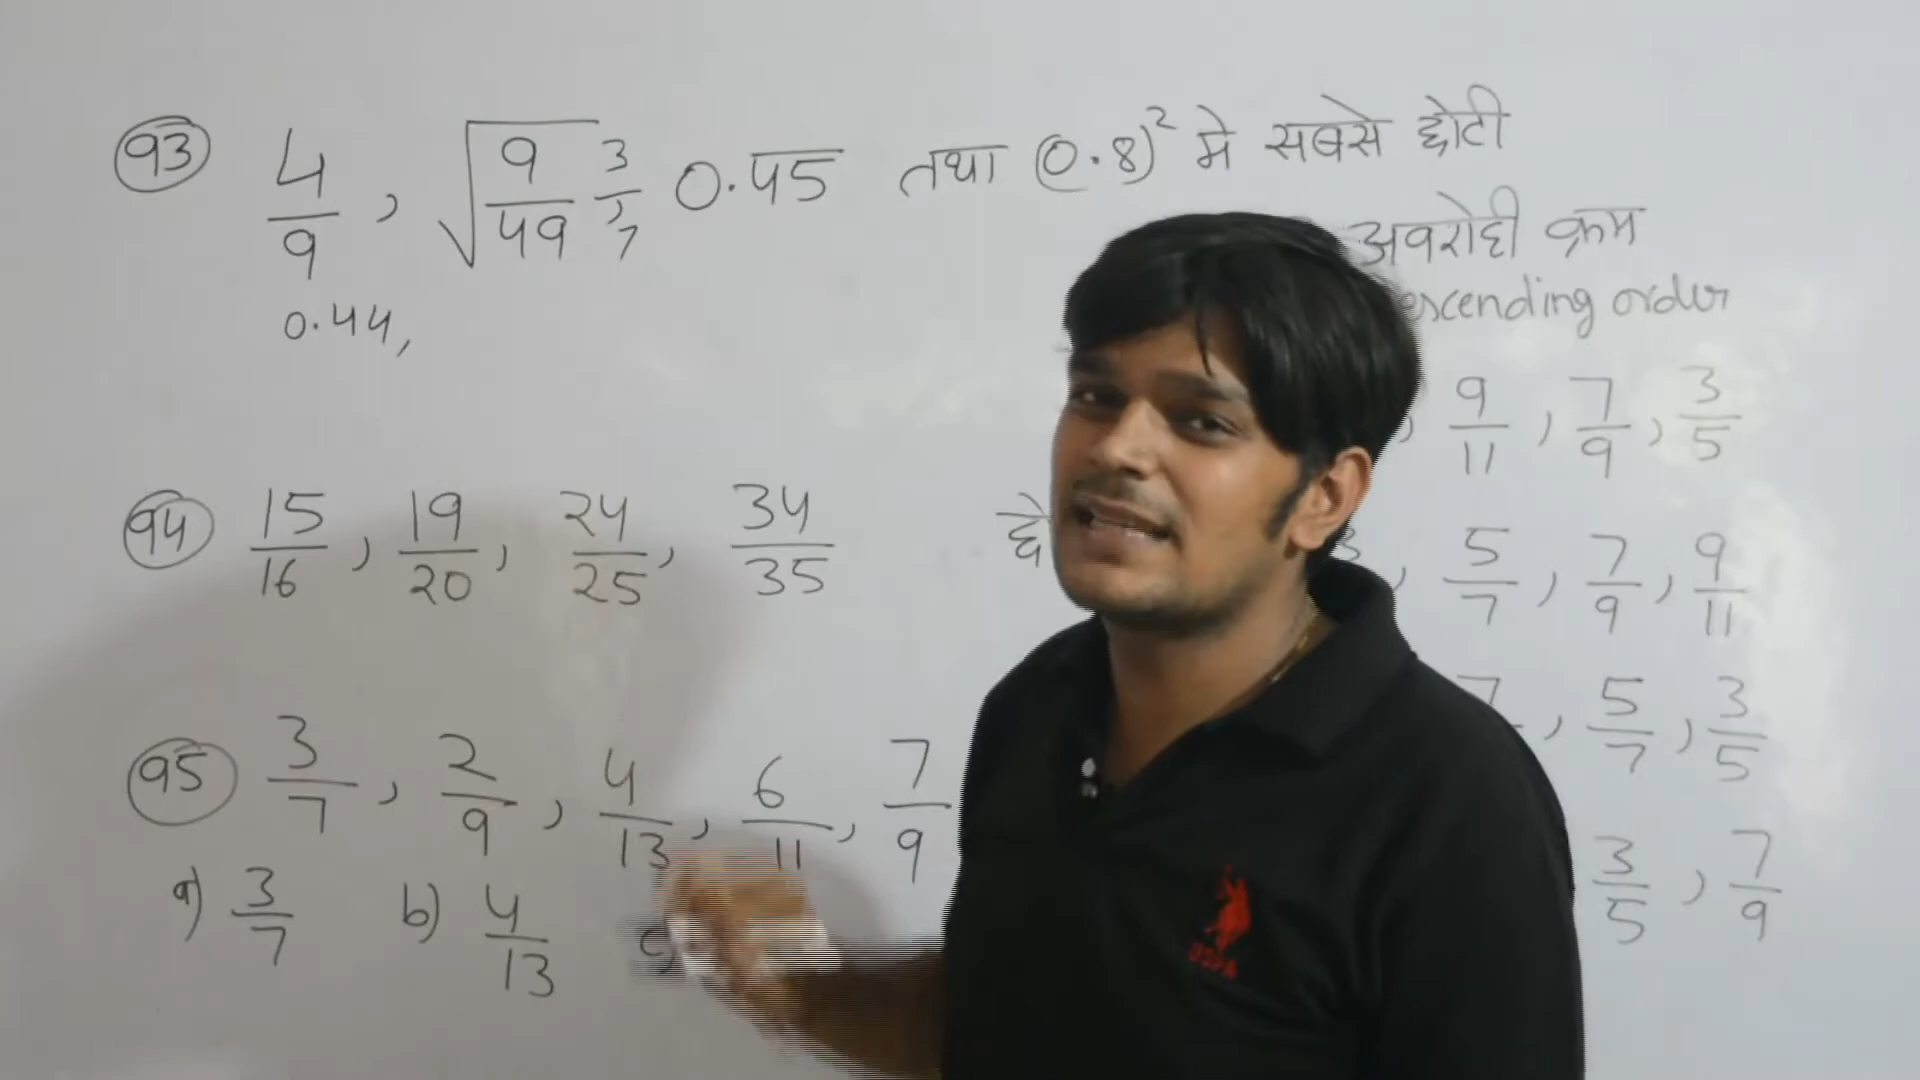 93 4/9, √9/49 3/7, 0.45 तथा (0.8)² मे सबसे छोटी
0.44,
94 15/16, 19/20, 24/25, 34/35 है
95 3/7, 2/9, 4/13, 6/11, 7/9
a) 3/7 b) 4/13 c)
अवरोही क्रम
escending order
, 9/11, 7/9, 3/5
3, 5/7, 7/9, 9/11
7, 5/7, 3/5
3/5, 7/9
USPA